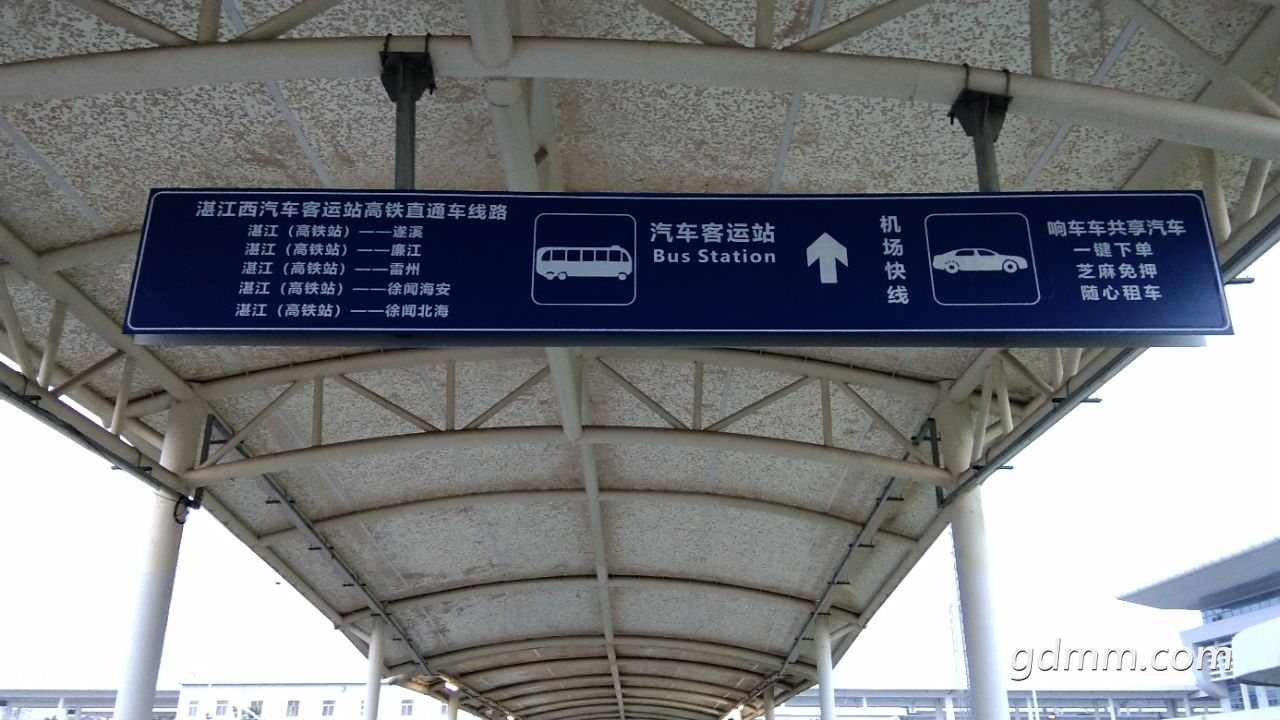 湛江西汽车客运站高铁直通车线路
湛江（高铁站）——遂溪
湛江（高铁站）——廉江
湛江（高铁站）——雷州
湛江（高铁站）——徐闻海安
湛江（高铁站）——徐闻北海
汽车客运站
Bus Station
机场快线
响车车共享汽车
一键下单
芝麻免押
随心租车
gdmm.com